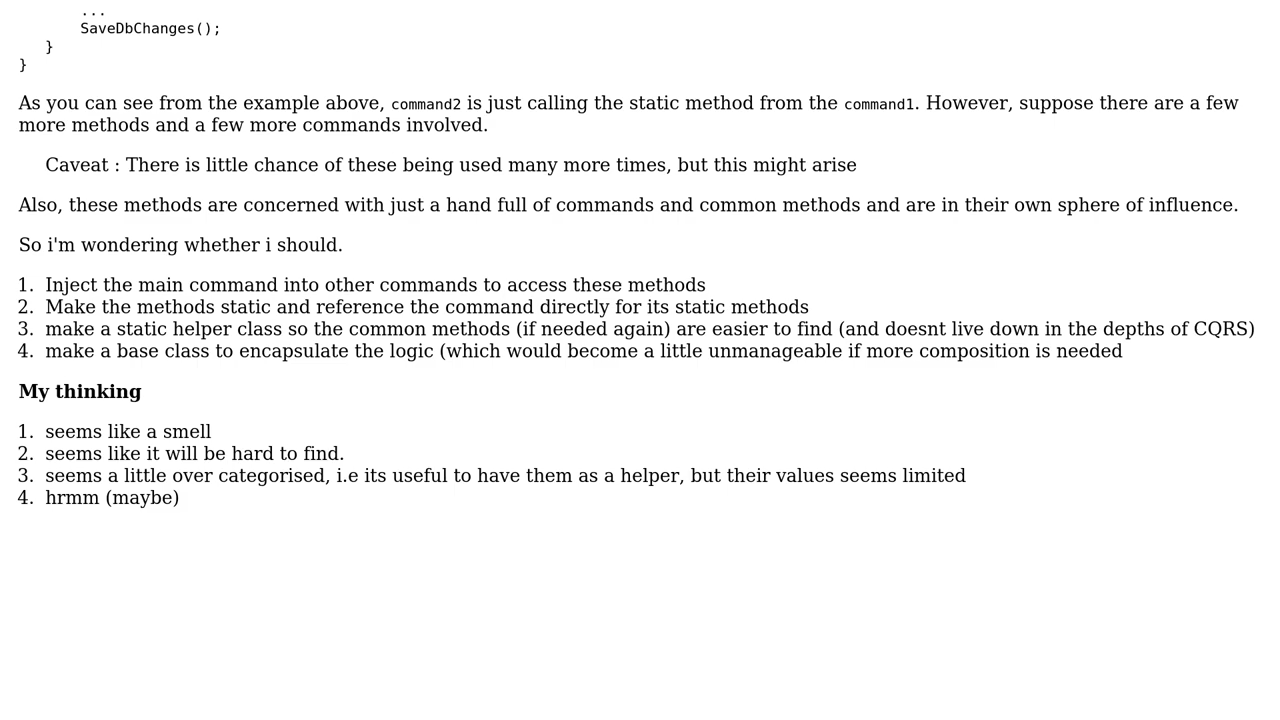 ...
SaveDbChanges();
}
}
As you can see from the example above, command2 is just calling the static method from the command1. However, suppose there are a few
more methods and a few more commands involved.
Caveat : There is little chance of these being used many more times, but this might arise
Also, these methods are concerned with just a hand full of commands and common methods and are in their own sphere of influence.
So i'm wondering whether i should.
1. Inject the main command into other commands to access these methods
2. Make the methods static and reference the command directly for its static methods
3. make a static helper class so the common methods (if needed again) are easier to find (and doesnt live down in the depths of CQRS)
4. make a base class to encapsulate the logic (which would become a little unmanageable if more composition is needed
My thinking
1. seems like a smell
2. seems like it will be hard to find.
3. seems a little over categorised, i.e its useful to have them as a helper, but their values seems limited
4. hrmm (maybe)